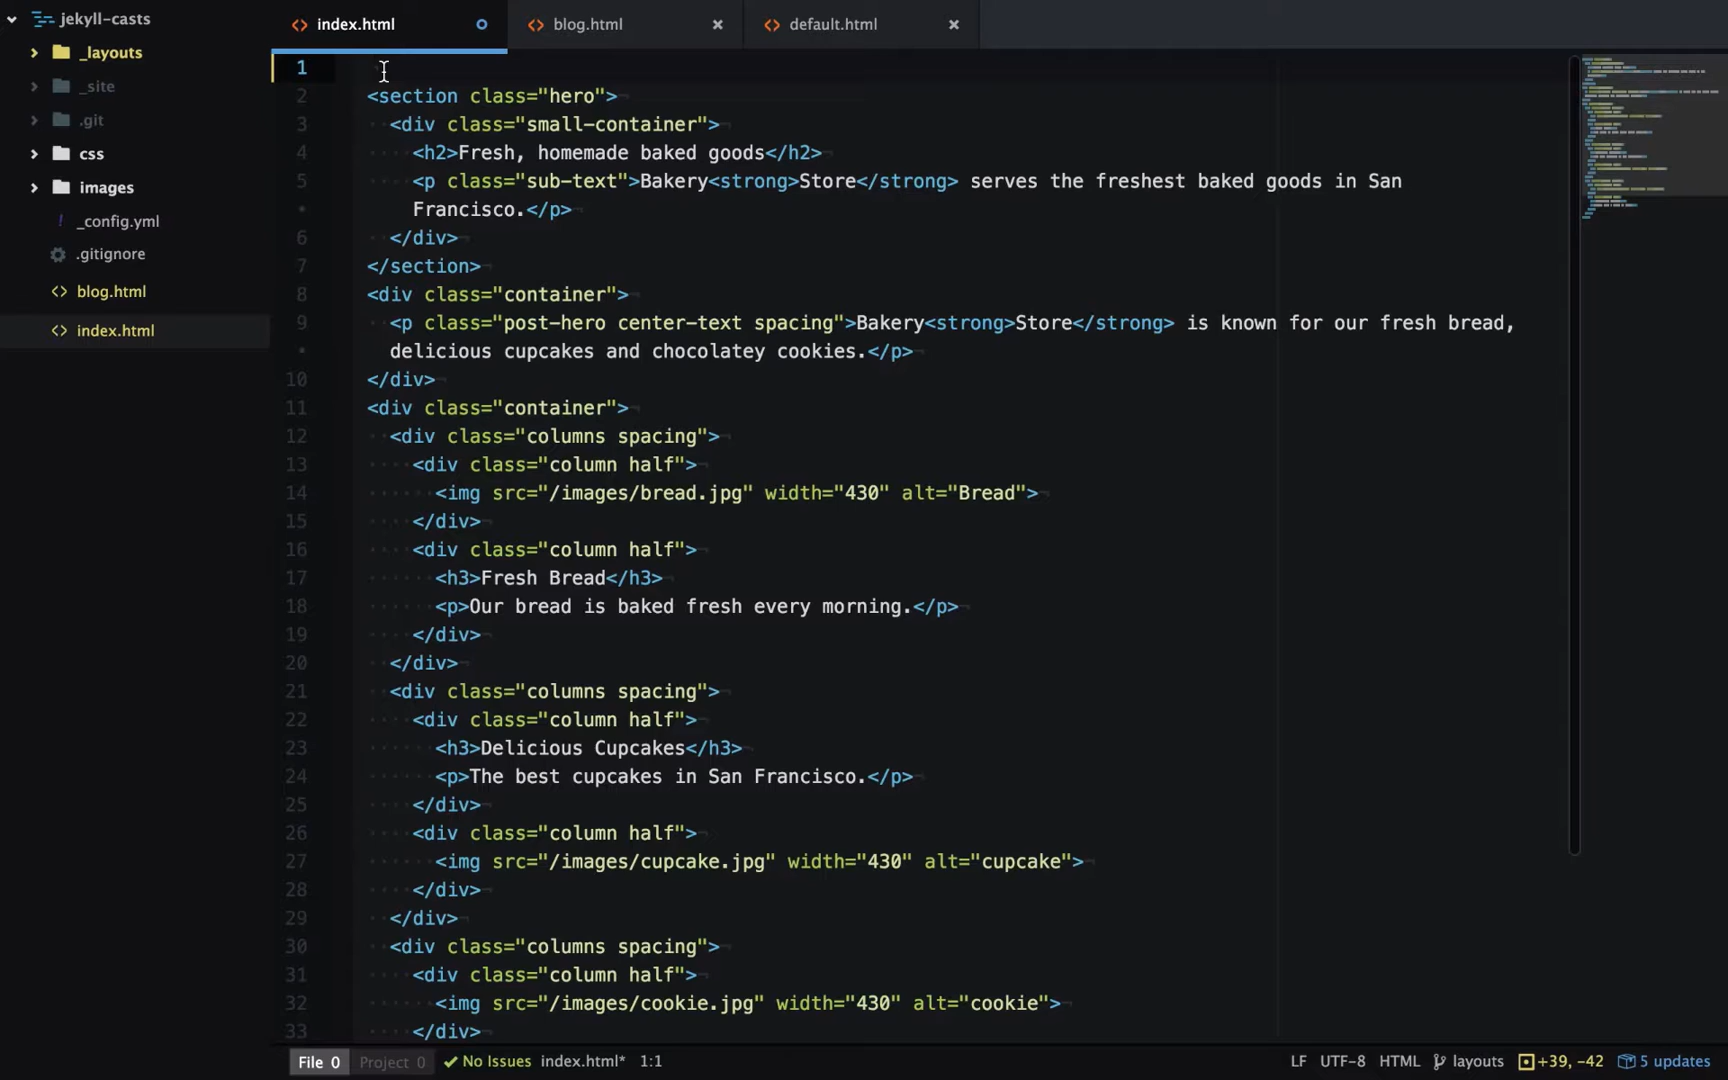 jekyll-casts
_layouts
_site
.git
css
images
! _config.yml
.gitignore
<> blog.html
<> index.html
<> index.html
<> blog.html ×
<> default.html ×
1
2 <section class="hero">
3 <div class="small-container">
4 <h2>Fresh, homemade baked goods</h2>
5 <p class="sub-text">Bakery<strong>Store</strong> serves the freshest baked goods in San
• Francisco.</p>
6 </div>
7 </section>
8 <div class="container">
9 <p class="post-hero center-text spacing">Bakery<strong>Store</strong> is known for our fresh bread,
• delicious cupcakes and chocolatey cookies.</p>
10 </div>
11 <div class="container">
12 <div class="columns spacing">
13 <div class="column half">
14 <img src="/images/bread.jpg" width="430" alt="Bread">
15 </div>
16 <div class="column half">
17 <h3>Fresh Bread</h3>
18 <p>Our bread is baked fresh every morning.</p>
19 </div>
20 </div>
21 <div class="columns spacing">
22 <div class="column half">
23 <h3>Delicious Cupcakes</h3>
24 <p>The best cupcakes in San Francisco.</p>
25 </div>
26 <div class="column half">
27 <img src="/images/cupcake.jpg" width="430" alt="cupcake">
28 </div>
29 </div>
30 <div class="columns spacing">
31 <div class="column half">
32 <img src="/images/cookie.jpg" width="430" alt="cookie">
33 </div>
File 0 Project 0 No Issues index.html* 1:1 LF UTF-8 HTML layouts +39, -42 5 updates